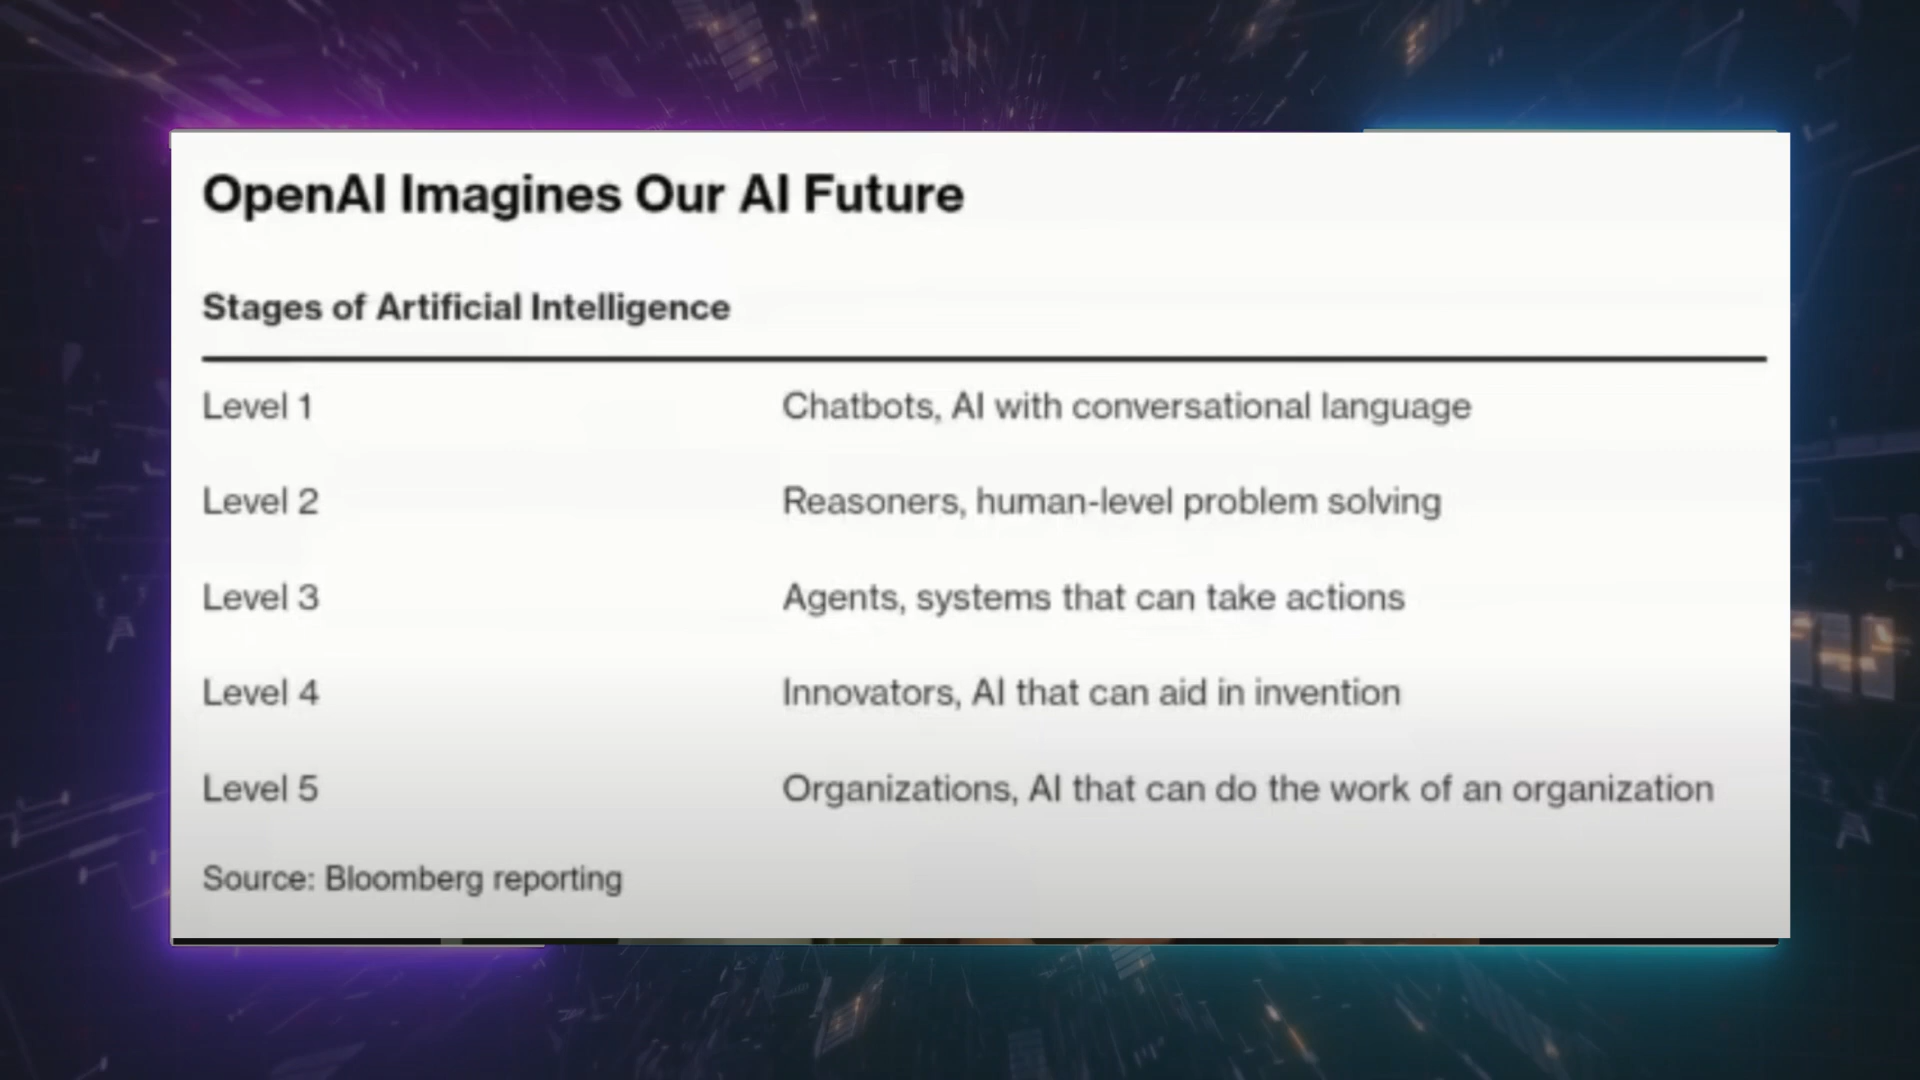 OpenAI Imagines Our AI Future
Stages of Artificial Intelligence
Level 1 Chatbots, AI with conversational language
Level 2 Reasoners, human-level problem solving
Level 3 Agents, systems that can take actions
Level 4 Innovators, AI that can aid in invention
Level 5 Organizations, AI that can do the work of an organization
Source: Bloomberg reporting